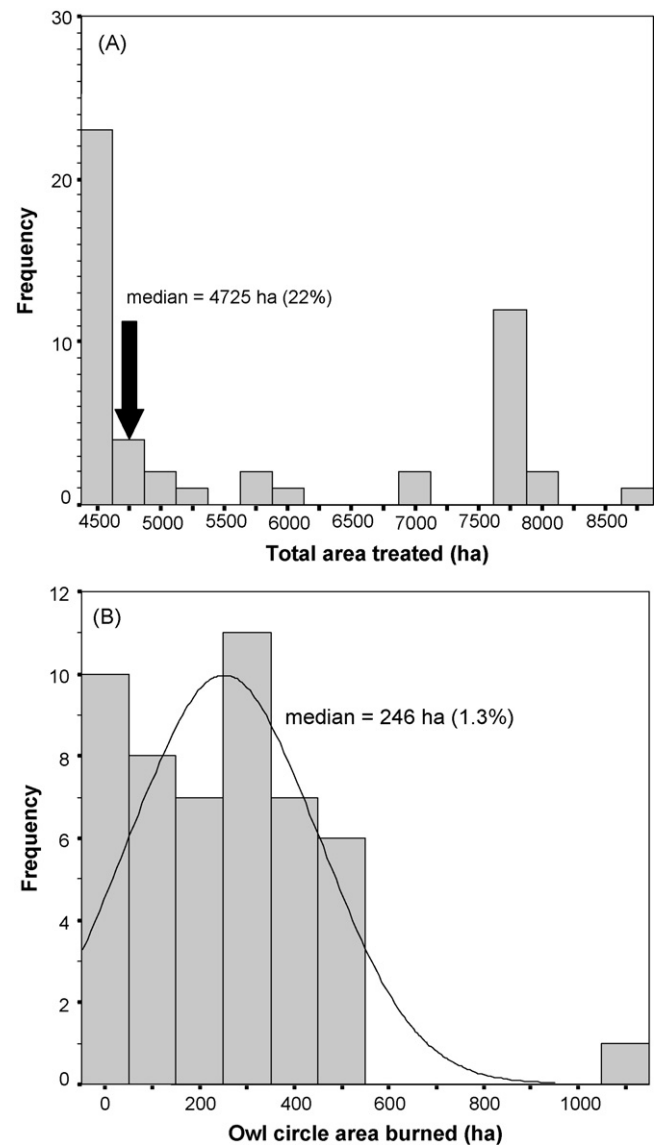 30
(A)
20
median = 4725 ha (22%)
10
0
Frequency
4500 5000 5500 6000 6500 7000 7500 8000 8500
Total area treated (ha)
12
(B)
10
median = 246 ha (1.3%)
8
6
4
2
0
Frequency
0 200 400 600 800 1000
Owl circle area burned (ha)